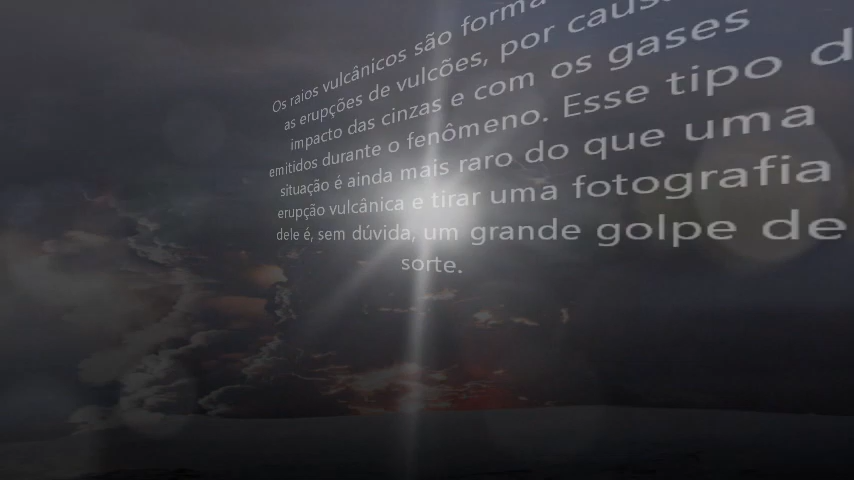 Os raios vulcânicos são forma
as erupções de vulcões, por caus
impacto das cinzas e com os gases
emitidos durante o fenômeno. Esse tipo d
situação é ainda mais raro do que uma
erupção vulcânica e tirar uma fotografia
dele é, sem dúvida, um grande golpe de
sorte.